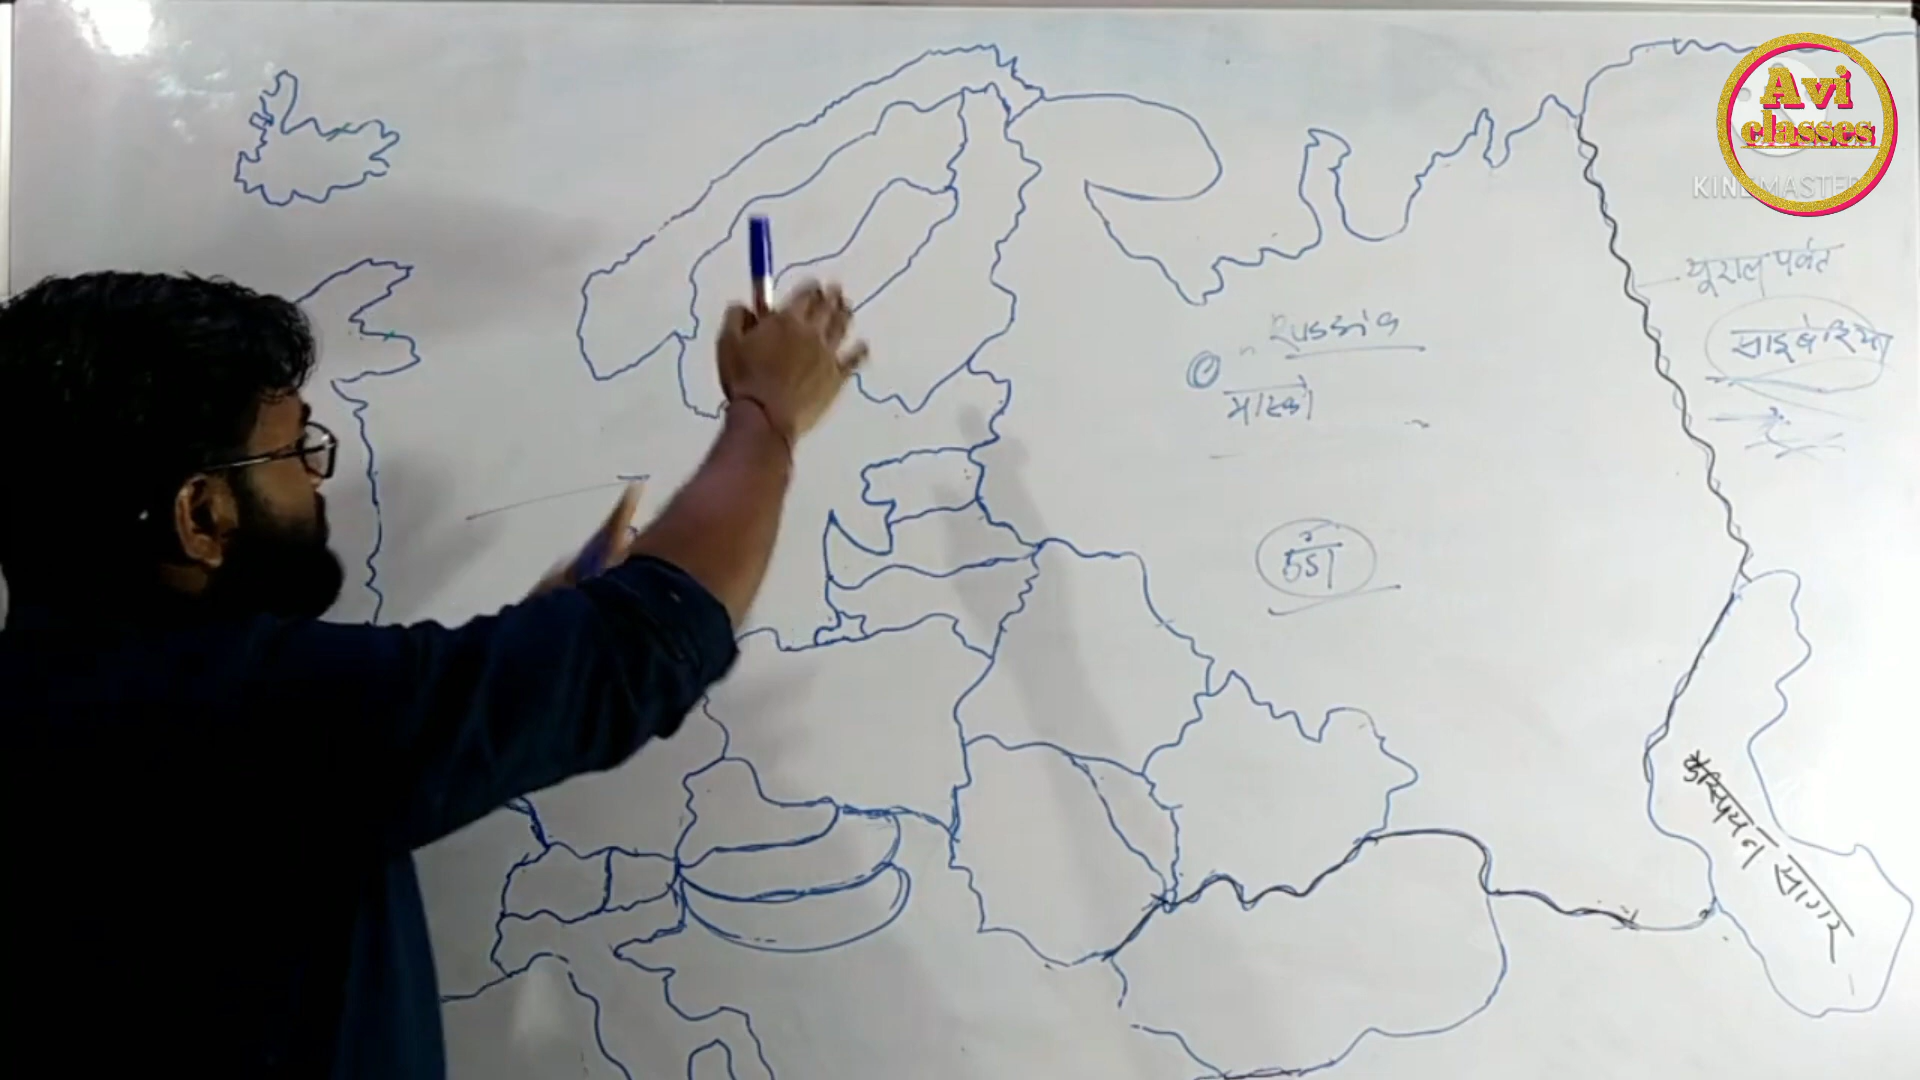 Avi
classes
KINEMASTER
यूराल पर्वत
साइबेरिया
Russia
मास्को
ठंडा
कैस्पियन सागर